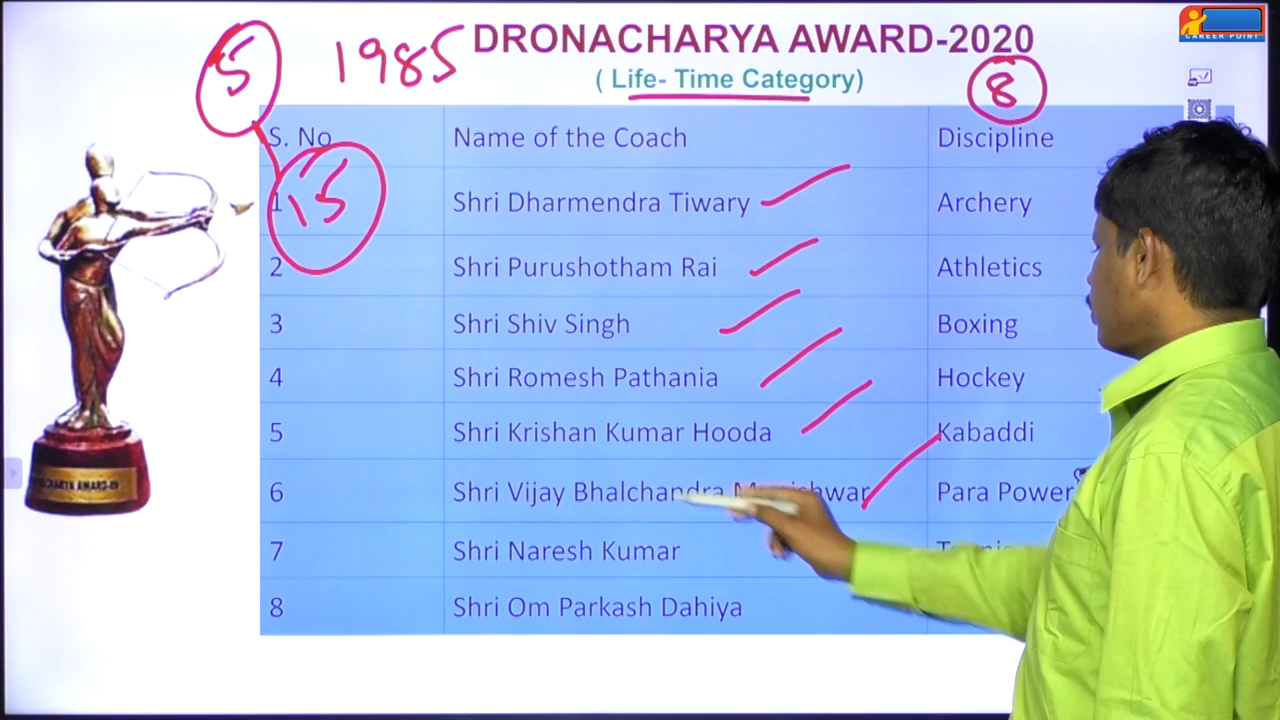 5 1985 DRONACHARYA AWARD-2020
CAREER POINT
( Life- Time Category)
8
S. No Name of the Coach Discipline
15
1 Shri Dharmendra Tiwary Archery
2 Shri Purushotham Rai Athletics
3 Shri Shiv Singh Boxing
4 Shri Romesh Pathania Hockey
5 Shri Krishan Kumar Hooda Kabaddi
6 Shri Vijay Bhalchandra Para Power
7 Shri Naresh Kumar
8 Shri Om Parkash Dahiya